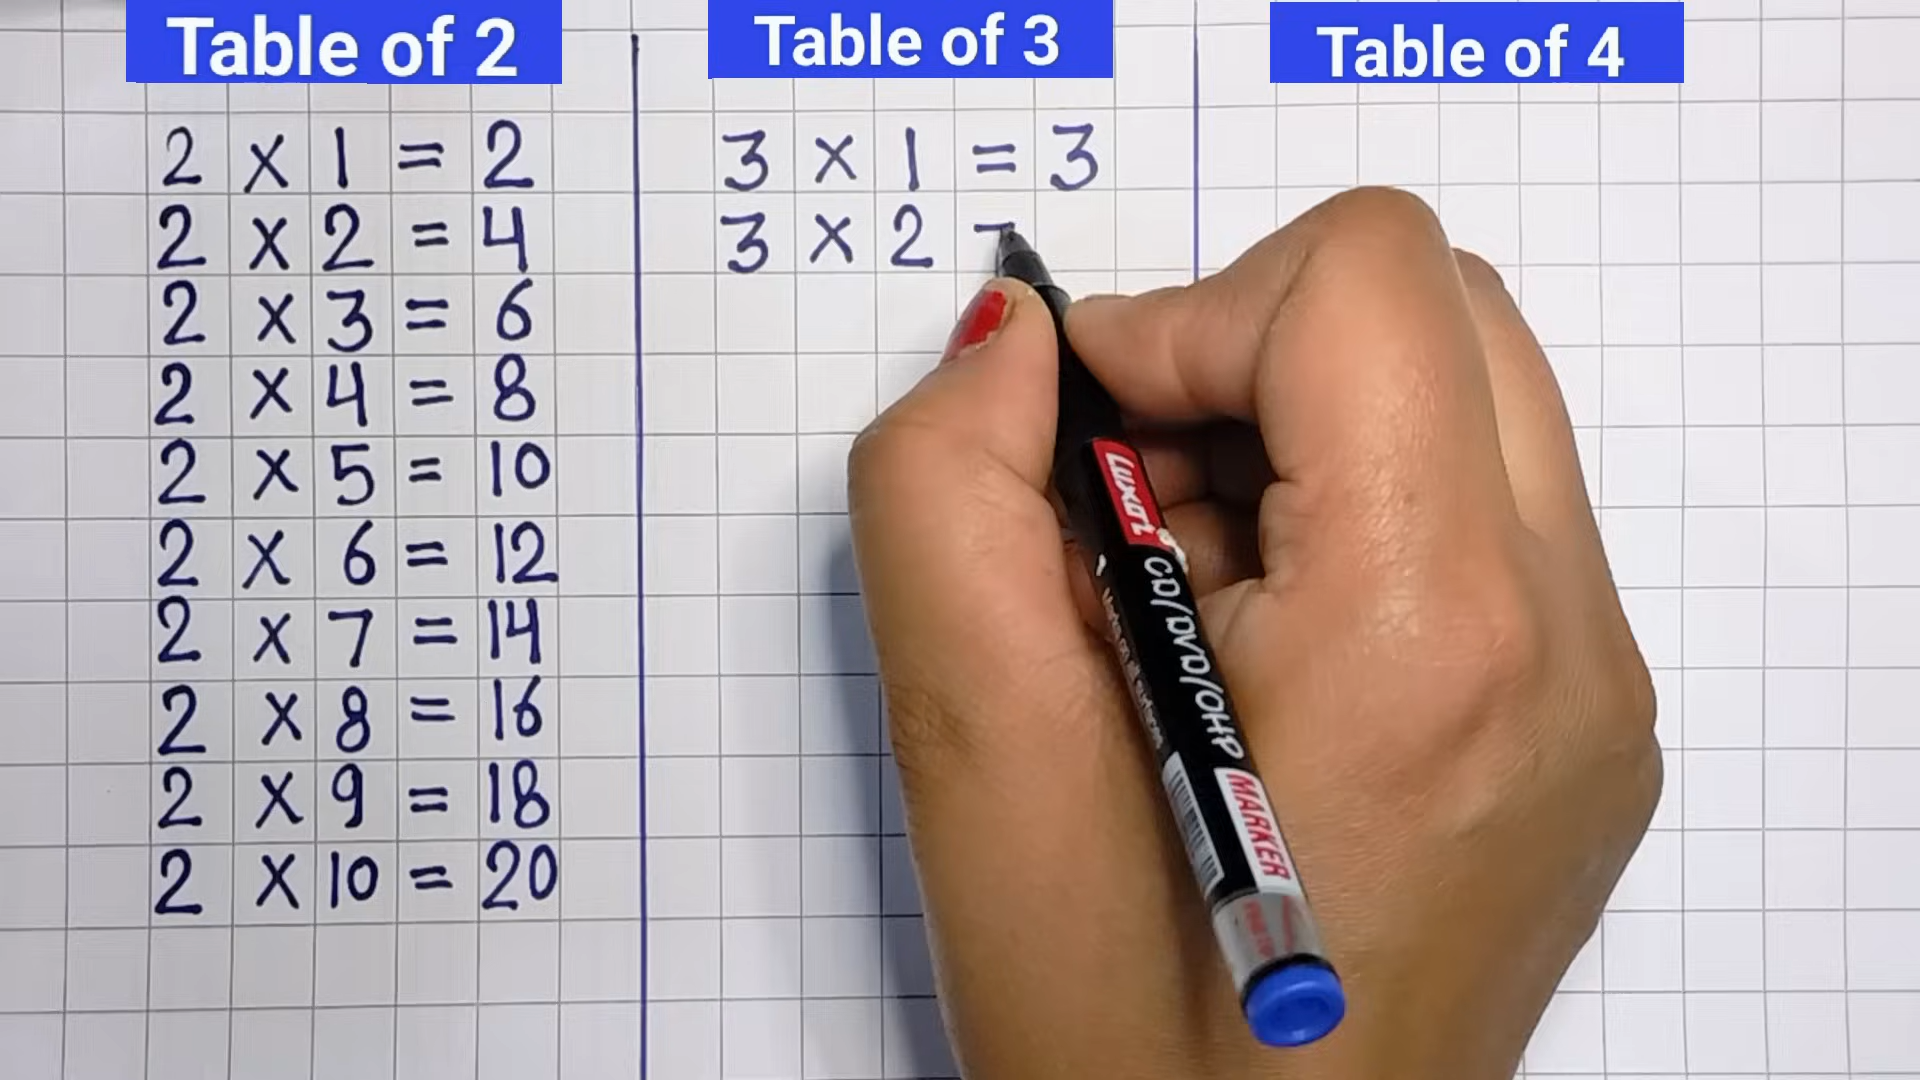 Table of 2
2 x 1 = 2
2 x 2 = 4
2 x 3 = 6
2 x 4 = 8
2 x 5 = 10
2 x 6 = 12
2 x 7 = 14
2 x 8 = 16
2 x 9 = 18
2 x 10 = 20
Table of 3
3 x 1 = 3
3 x 2 =
Table of 4
Luxor
CD/DVD/OHP MARKER